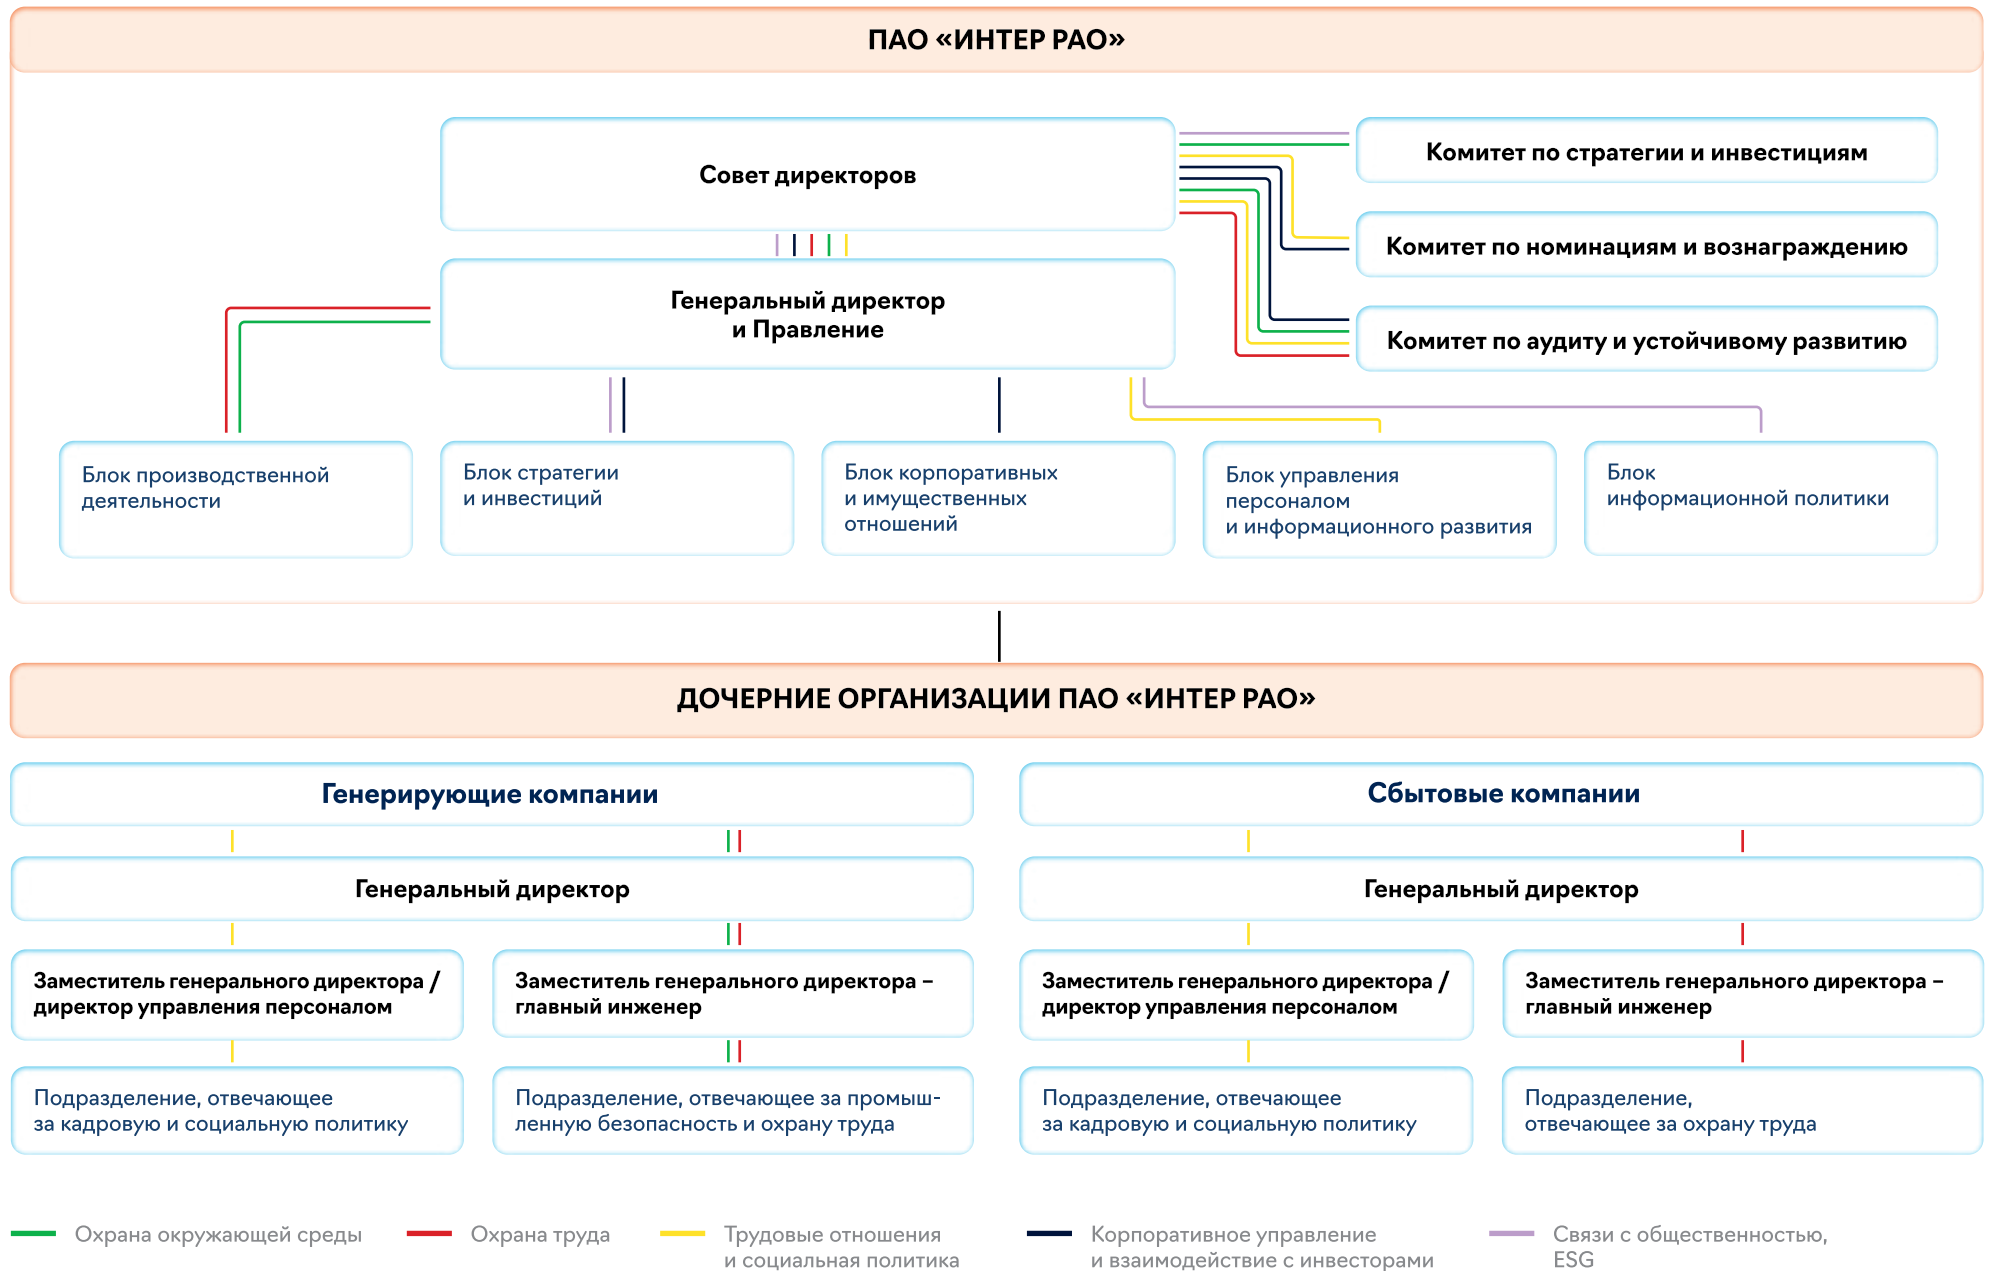 ПАО «ИНТЕР РАО»
Совет директоров
Комитет по стратегии и инвестициям
Комитет по номинациям и вознаграждению
Комитет по аудиту и устойчивому развитию
Генеральный директор
и Правление
Блок производственной
деятельности
Блок стратегии
и инвестиций
Блок корпоративных
и имущественных
отношений
Блок управления
персоналом
и информационного развития
Блок
информационной политики
ДОЧЕРНИЕ ОРГАНИЗАЦИИ ПАО «ИНТЕР РАО»
Генерирующие компании
Генеральный директор
Заместитель генерального директора /
директор управления персоналом
Заместитель генерального директора –
главный инженер
Подразделение, отвечающее
за кадровую и социальную политику
Подразделение, отвечающее за промыш-
ленную безопасность и охрану труда
Сбытовые компании
Генеральный директор
Заместитель генерального директора /
директор управления персоналом
Заместитель генерального директора –
главный инженер
Подразделение, отвечающее
за кадровую и социальную политику
Подразделение,
отвечающее за охрану труда
Охрана окружающей среды
Охрана труда
Трудовые отношения
и социальная политика
Корпоративное управление
и взаимодействие с инвесторами
Связи с общественностью,
ESG